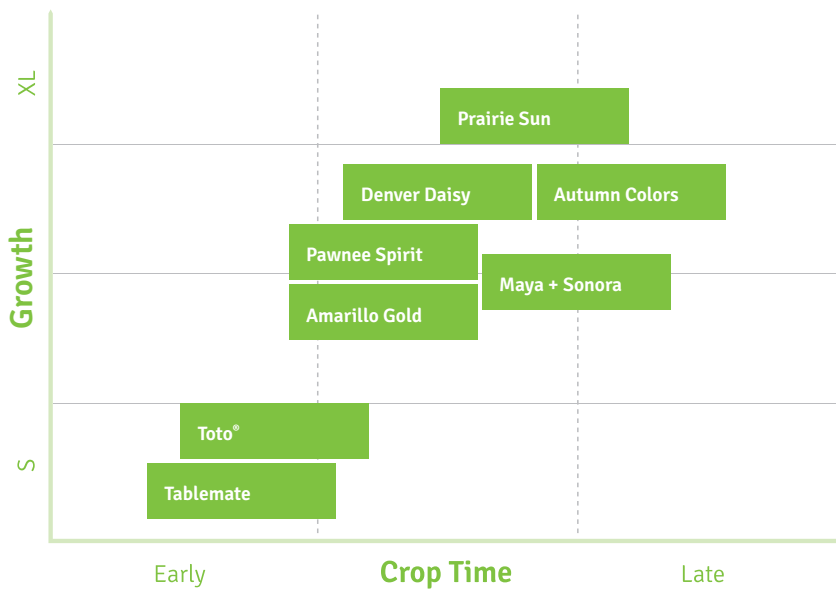 XL
Prairie Sun
Denver Daisy
Autumn Colors
Growth
Pawnee Spirit
Maya + Sonora
Amarillo Gold
Toto®
S
Tablemate
Early
Crop Time
Late